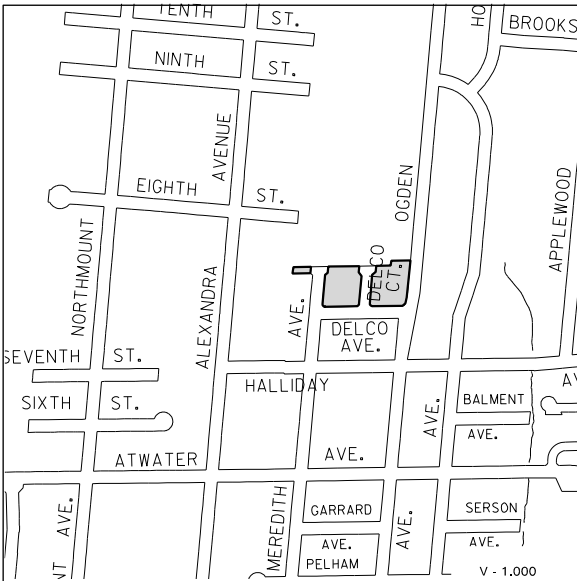 TENTH ST.
HO
BROOKS
NINTH ST.
AVENUE
EIGHTH ST.
OGDEN
APPLEWOOD
NORTHMOUNT
ALEXANDRA
DELCO CT.
AVE.
DELCO
AVE.
SEVENTH ST.
HALLIDAY
AV
SIXTH ST.
BALMENT
AVE.
AVE.
ATWATER AVE.
MEREDITH
AVE.
GARRARD
SERSON
AVE.
AVE.
AVE.
PELHAM
NT
V - 1,000